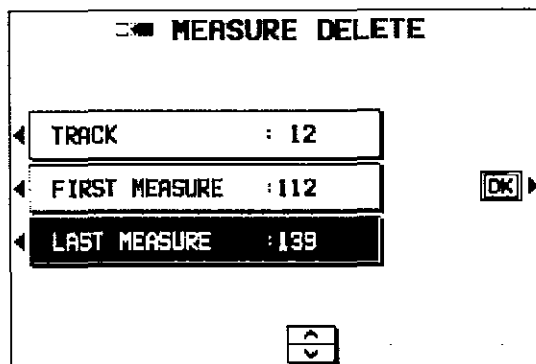 MEASURE DELETE
TRACK : 12
FIRST MEASURE :112
OK
LAST MEASURE :139